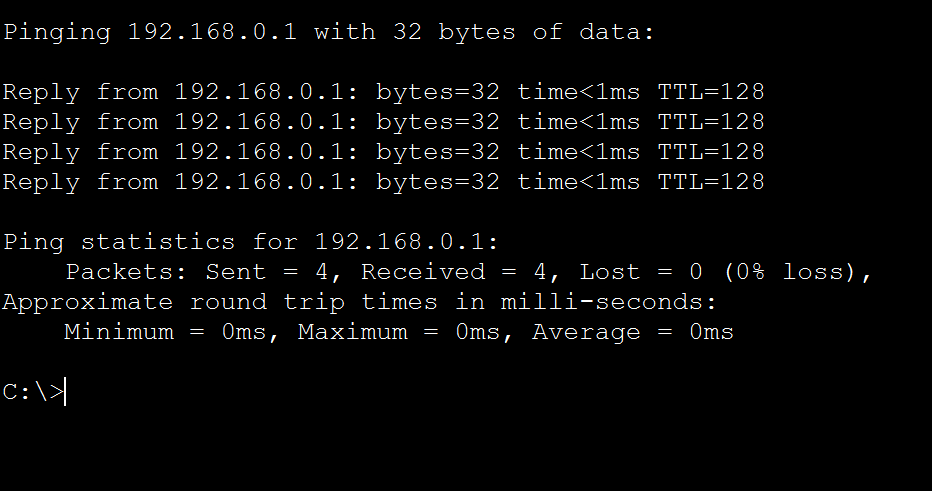 Pinging 192.168.0.1 with 32 bytes of data:
Reply from 192.168.0.1: bytes=32 time<1ms TTL=128
Reply from 192.168.0.1: bytes=32 time<1ms TTL=128
Reply from 192.168.0.1: bytes=32 time<1ms TTL=128
Reply from 192.168.0.1: bytes=32 time<1ms TTL=128
Ping statistics for 192.168.0.1:
    Packets: Sent = 4, Received = 4, Lost = 0 (0% loss),
Approximate round trip times in milli-seconds:
    Minimum = 0ms, Maximum = 0ms, Average = 0ms
C:\>